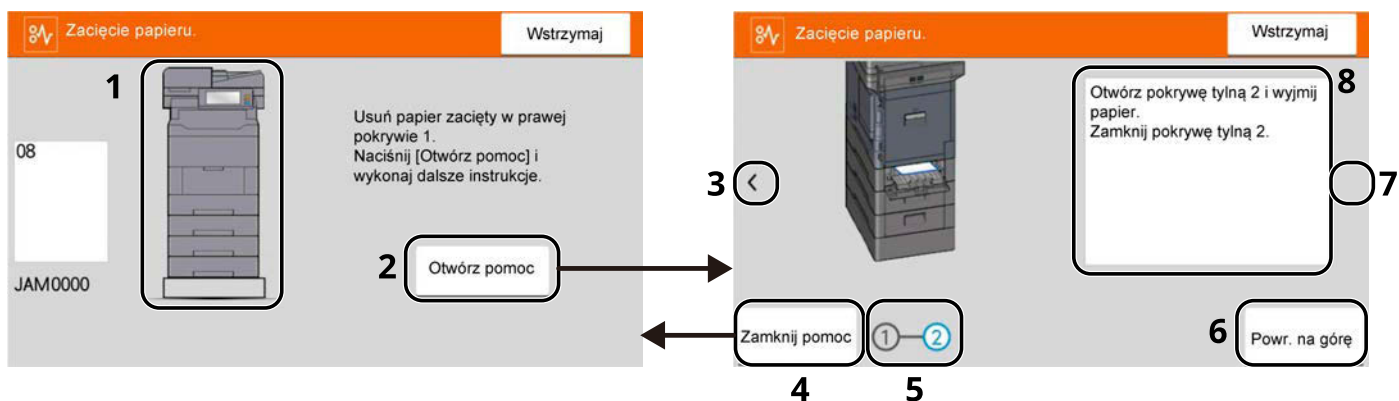 Zacięcie papieru.
Wstrzymaj
1
08
JAM0000
Usuń papier zacięty w prawej
pokrywie 1.
Naciśnij [Otwórz pomoc] i
wykonaj dalsze instrukcje.
2
Otwórz pomoc
Zacięcie papieru.
Wstrzymaj
8
Otwórz pokrywę tylną 2 i wyjmij
papier.
Zamknij pokrywę tylną 2.
3
7
Zamknij pomoc
1
2
6
Powr. na górę
4
5